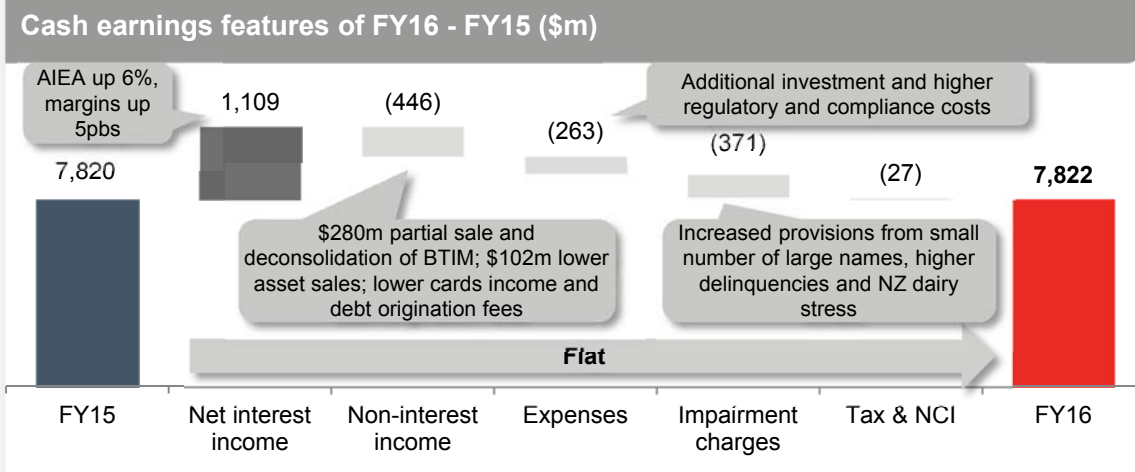 Cash earnings features of FY16 - FY15 ($m)
AIEA up 6%,
margins up
5pbs
1,109
(446)
(263)
Additional investment and higher
regulatory and compliance costs
(371)
(27)
7,820
7,822
$280m partial sale and
deconsolidation of BTIM; $102m lower
asset sales; lower cards income and
debt origination fees
Increased provisions from small
number of large names, higher
delinquencies and NZ dairy
stress
Flat
FY15
Net interest
income
Non-interest
income
Expenses
Impairment
charges
Tax & NCI
FY16